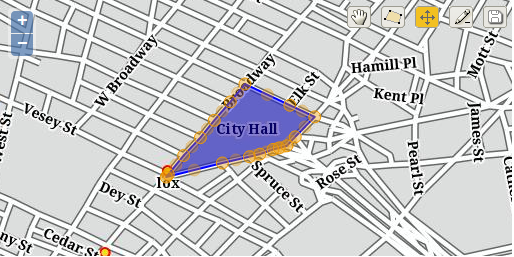 +
W Broadway
Broadway
Elk St
Hamill Pl
Kent Pl
Mott St
Vesey St
City Hall
James St
Pearl St
fox
Dey St
Spruce St
Rose St
Cedar St
ny St
est St
–